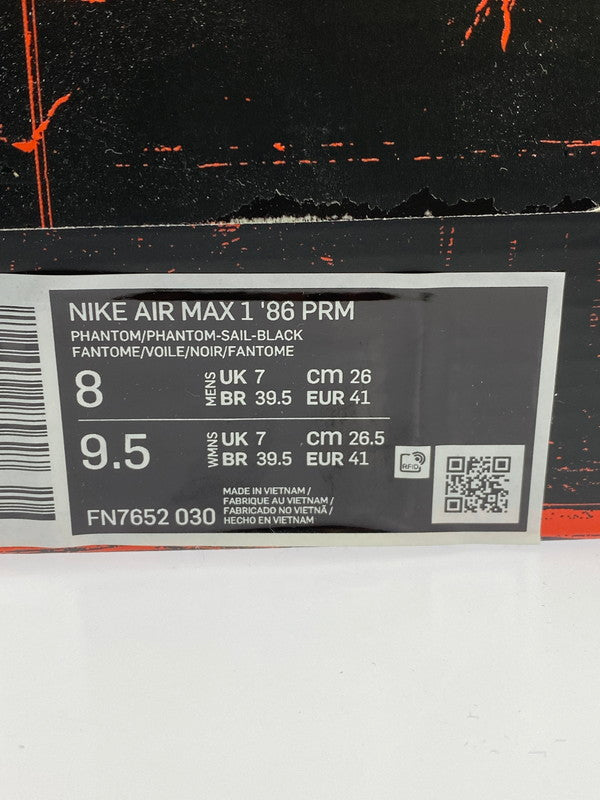 NIKE AIR MAX 1 '86 PRM
PHANTOM/PHANTOM-SAIL-BLACK
FANTOME/VOILE/NOIR/FANTOME
8 MENS UK 7 cm 26
BR 39.5 EUR 41
9.5 WMNS UK 7 cm 26.5
BR 39.5 EUR 41
RFID
FN7652 030
MADE IN VIETNAM /
FABRIQUE AU VIETNAM /
FABRICADO NO VIETNÃ /
HECHO EN VIETNAM